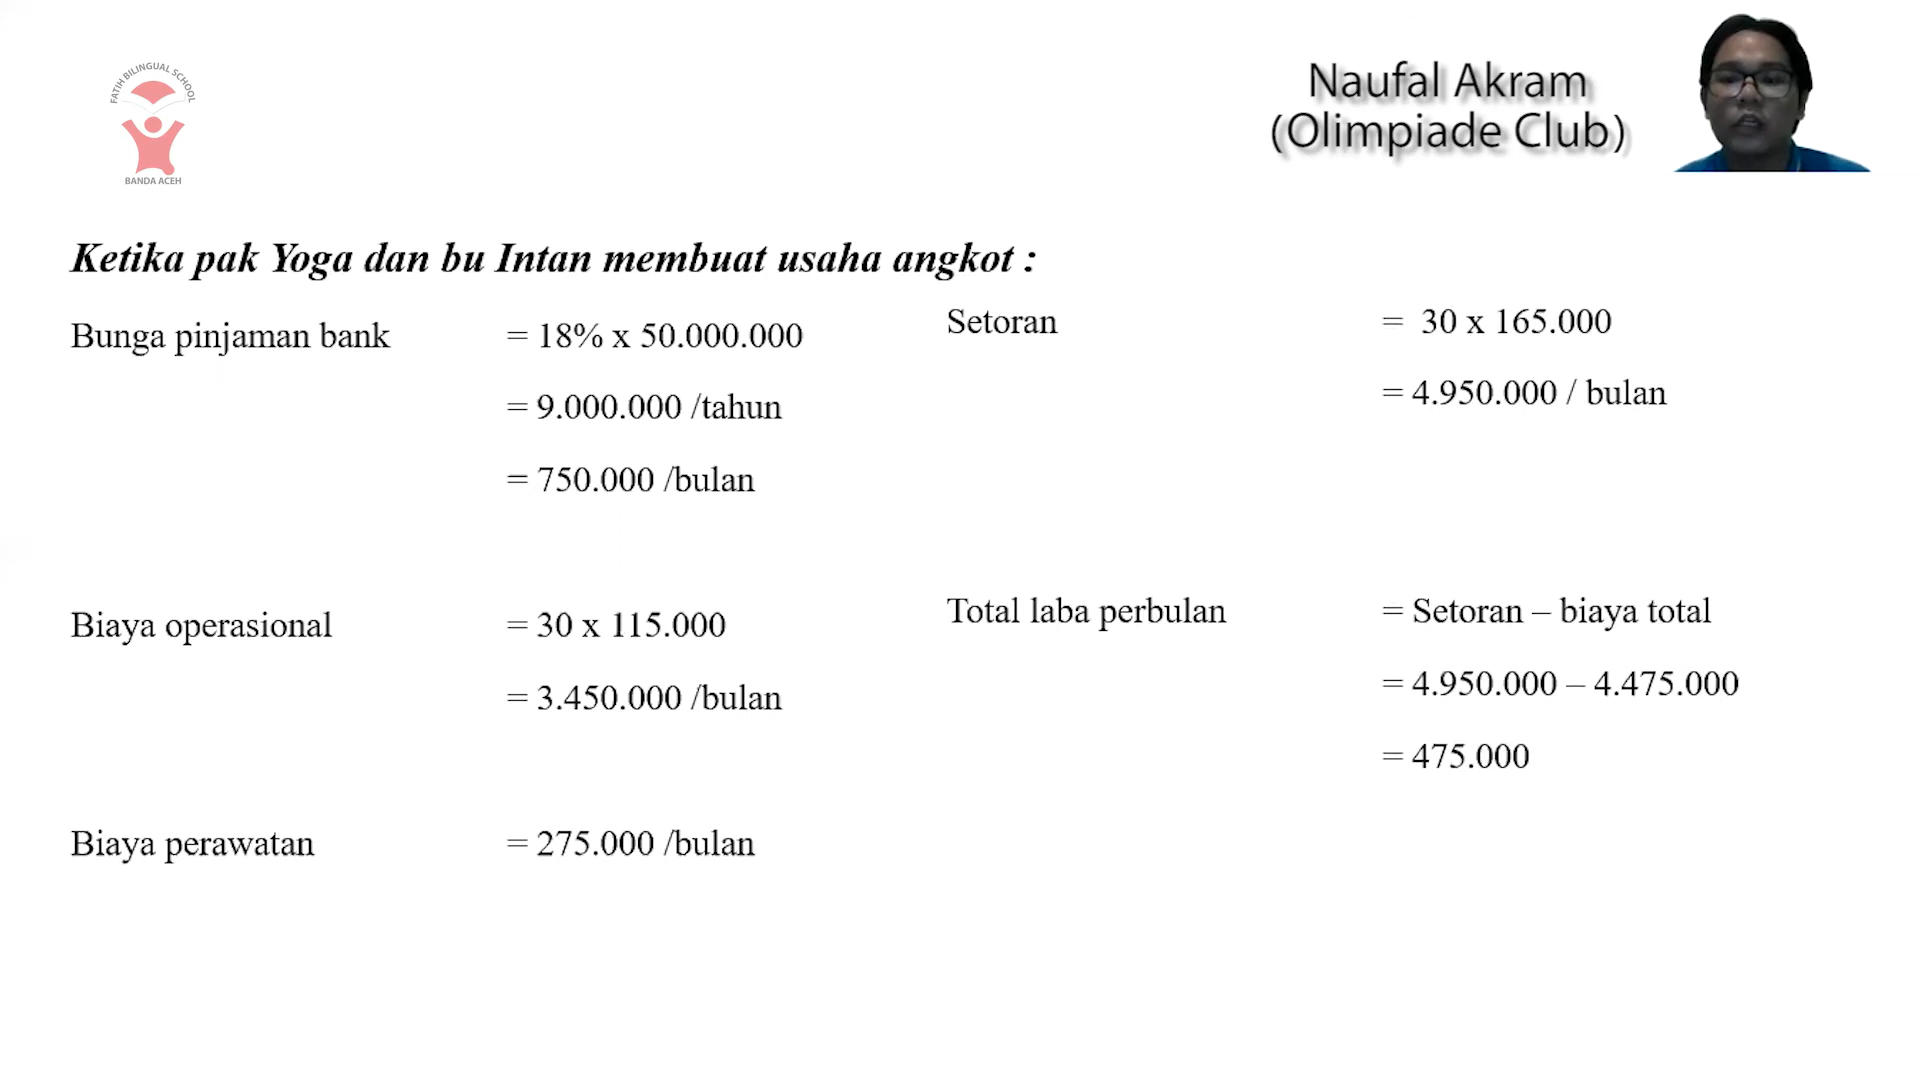 FATIH BILINGUAL SCHOOL
BANDA ACEH
Naufal Akram
(Olimpiade Club)
Ketika pak Yoga dan bu Intan membuat usaha angkot :
Bunga pinjaman bank = 18% x 50.000.000
= 9.000.000 /tahun
= 750.000 /bulan
Biaya operasional = 30 x 115.000
= 3.450.000 /bulan
Biaya perawatan = 275.000 /bulan
Setoran = 30 x 165.000
= 4.950.000 / bulan
Total laba perbulan = Setoran – biaya total
= 4.950.000 – 4.475.000
= 475.000